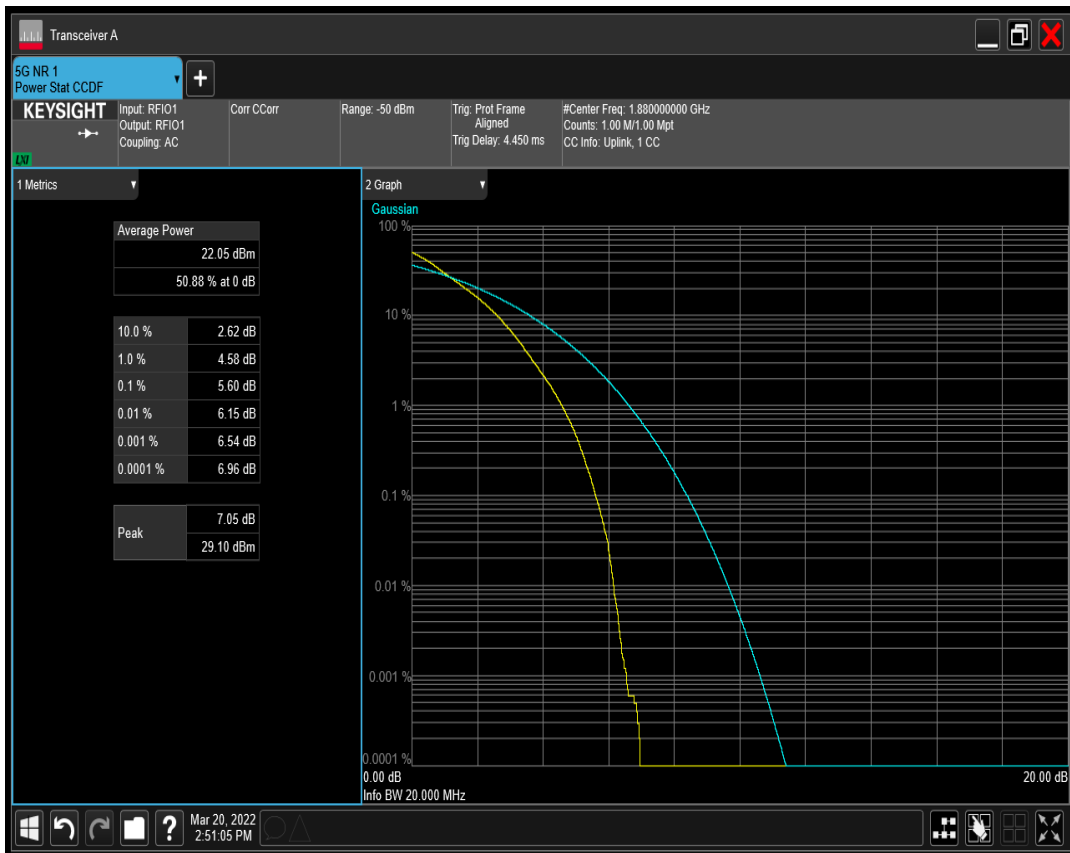 Transceiver A
5G NR 1
Power Stat CCDF
+
KEYSIGHT
LXI
Input: RFIO1
Output: RFIO1
Coupling: AC
Corr CCorr
Range: -50 dBm
Trig: Prot Frame
Aligned
Trig Delay: 4.450 ms
#Center Freq: 1.880000000 GHz
Counts: 1.00 M/1.00 Mpt
CC Info: Uplink, 1 CC
1 Metrics
Average Power
22.05 dBm
50.88 % at 0 dB
10.0 % 2.62 dB
1.0 % 4.58 dB
0.1 % 5.60 dB
0.01 % 6.15 dB
0.001 % 6.54 dB
0.0001 % 6.96 dB
Peak
7.05 dB
29.10 dBm
2 Graph
Gaussian
100 %
10 %
1 %
0.1 %
0.01 %
0.001 %
0.0001 %
0.00 dB
20.00 dB
Info BW 20.000 MHz
?
Mar 20, 2022
2:51:05 PM